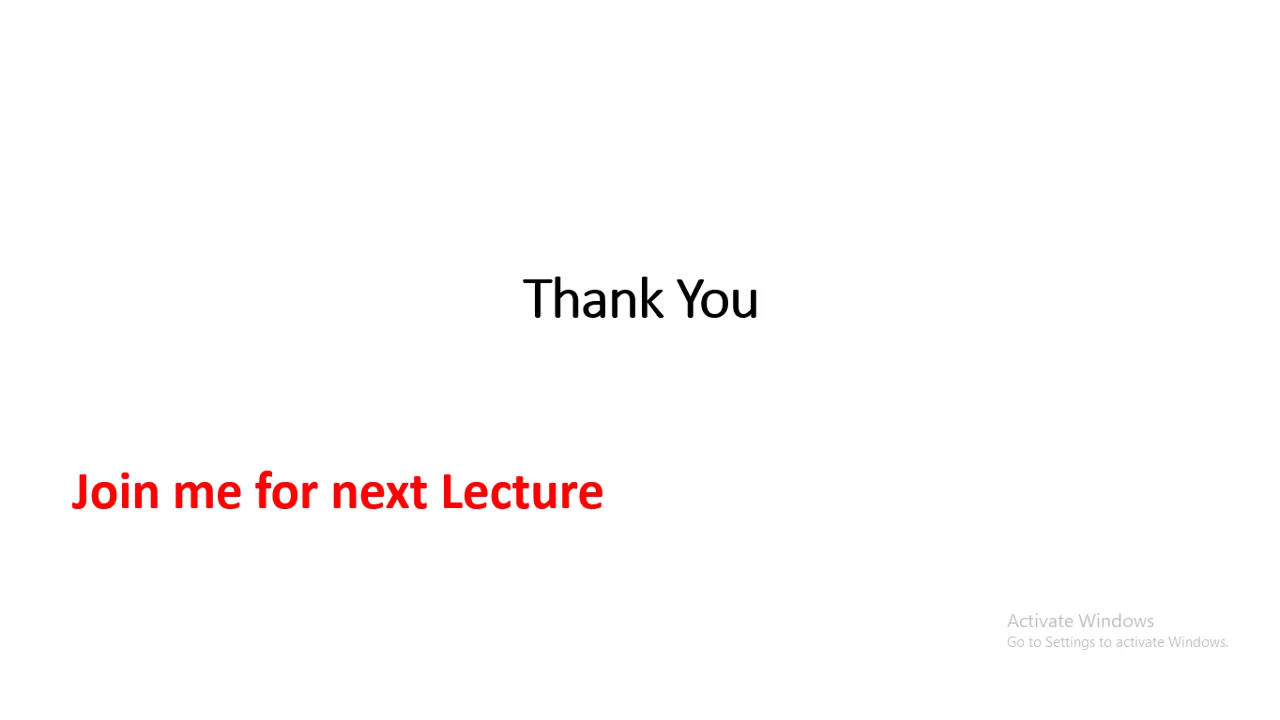 Thank You
Join me for next Lecture
Activate Windows
Go to Settings to activate Windows.